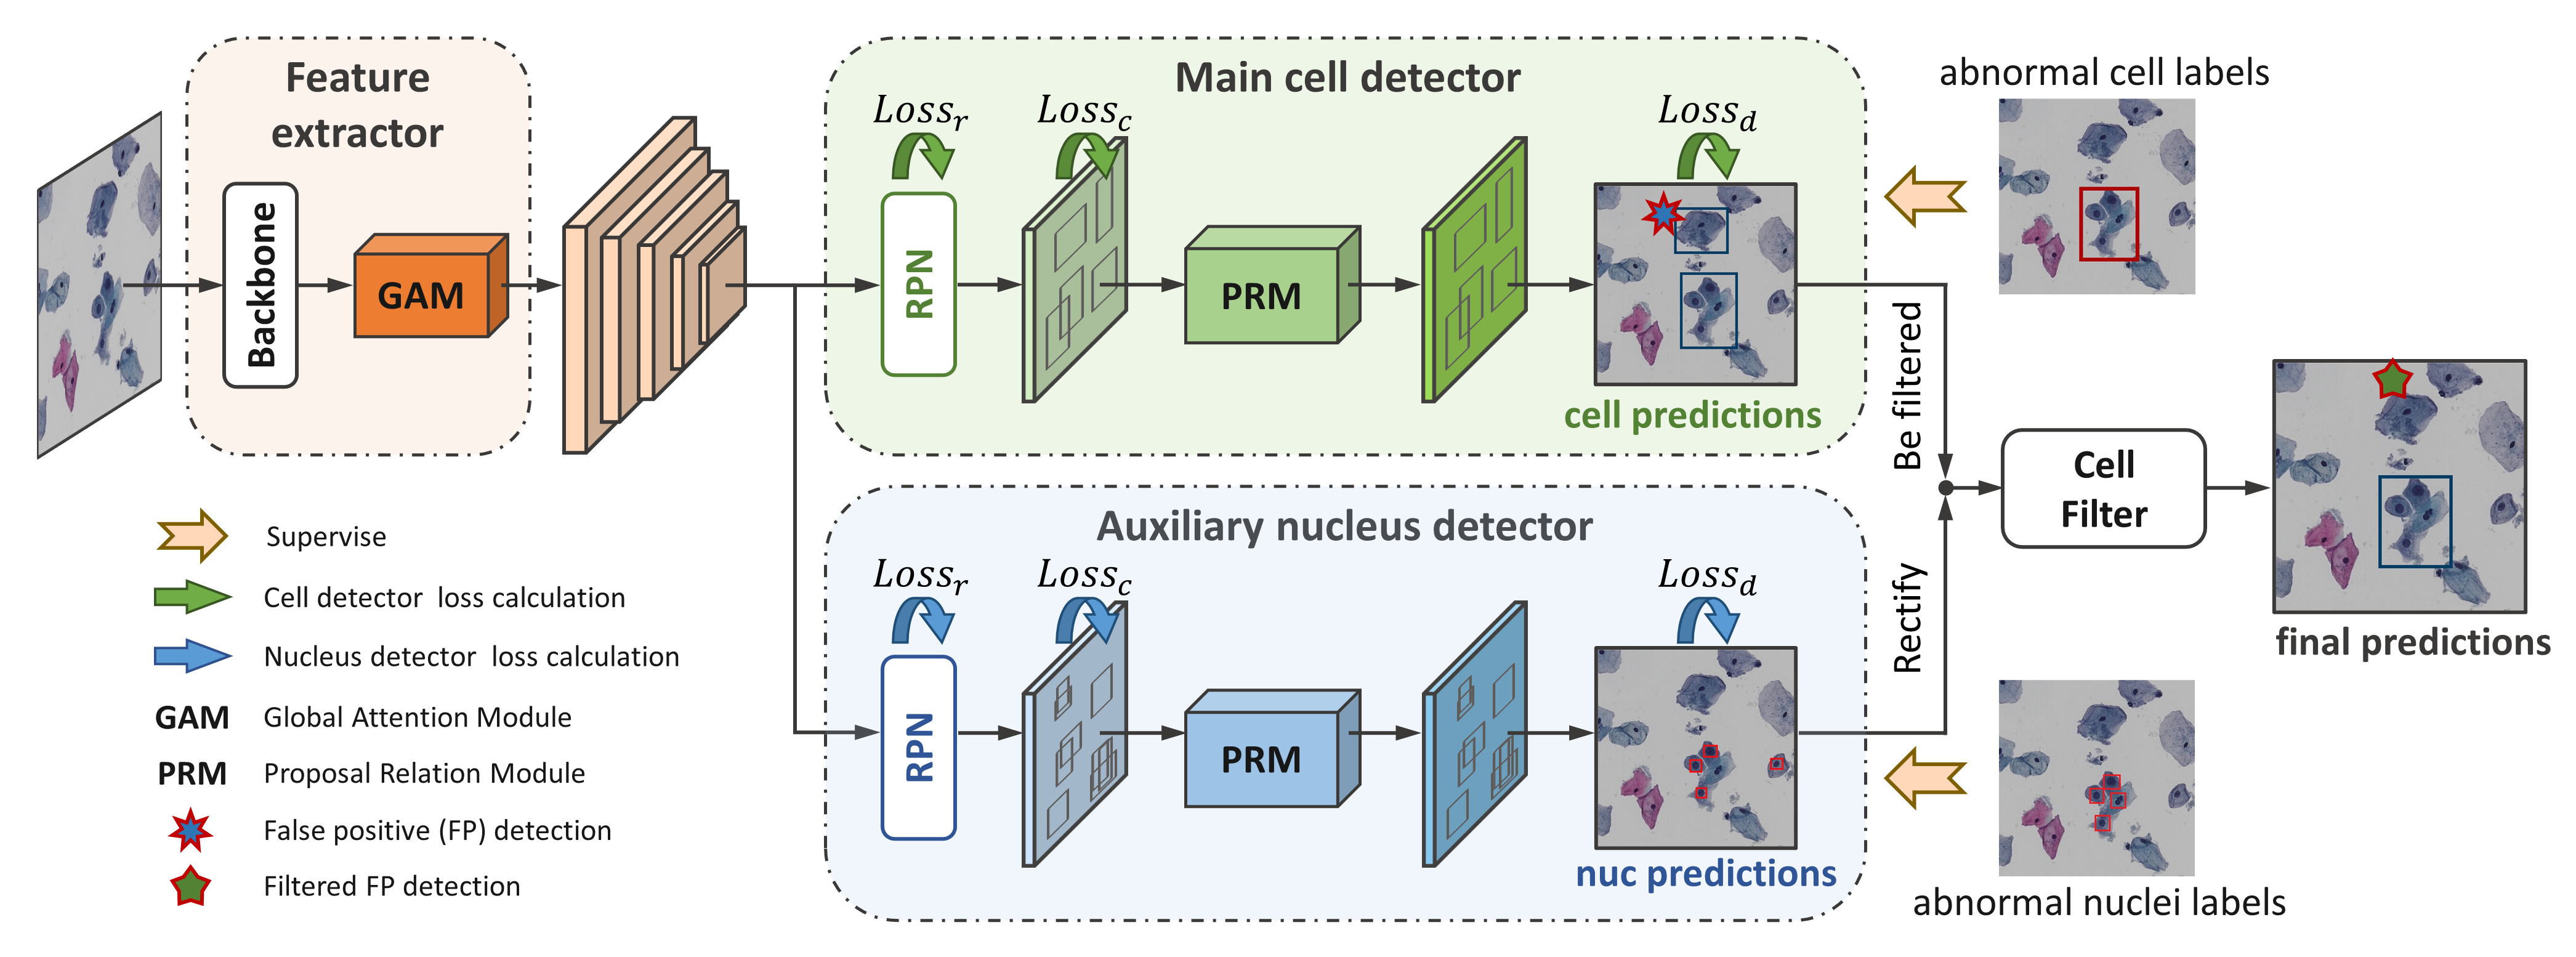 Feature
extractor
Backbone
GAM
Main cell detector
Loss_r
Loss_c
Loss_d
RPN
PRM
cell predictions
abnormal cell labels
Be filtered
Rectify
Cell
Filter
final predictions
Auxiliary nucleus detector
Loss_r
Loss_c
Loss_d
RPN
PRM
nuc predictions
abnormal nuclei labels
Supervise
Cell detector loss calculation
Nucleus detector loss calculation
GAM Global Attention Module
PRM Proposal Relation Module
False positive (FP) detection
Filtered FP detection